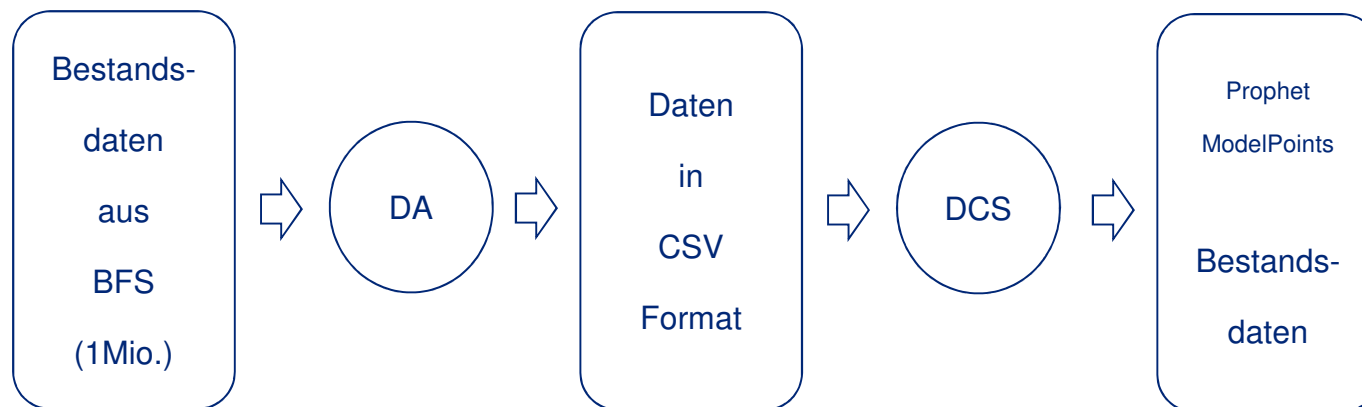 Bestands-
daten
aus
BFS
(1Mio.)
DA
Daten
in
CSV
Format
DCS
Prophet
ModelPoints
Bestands-
daten